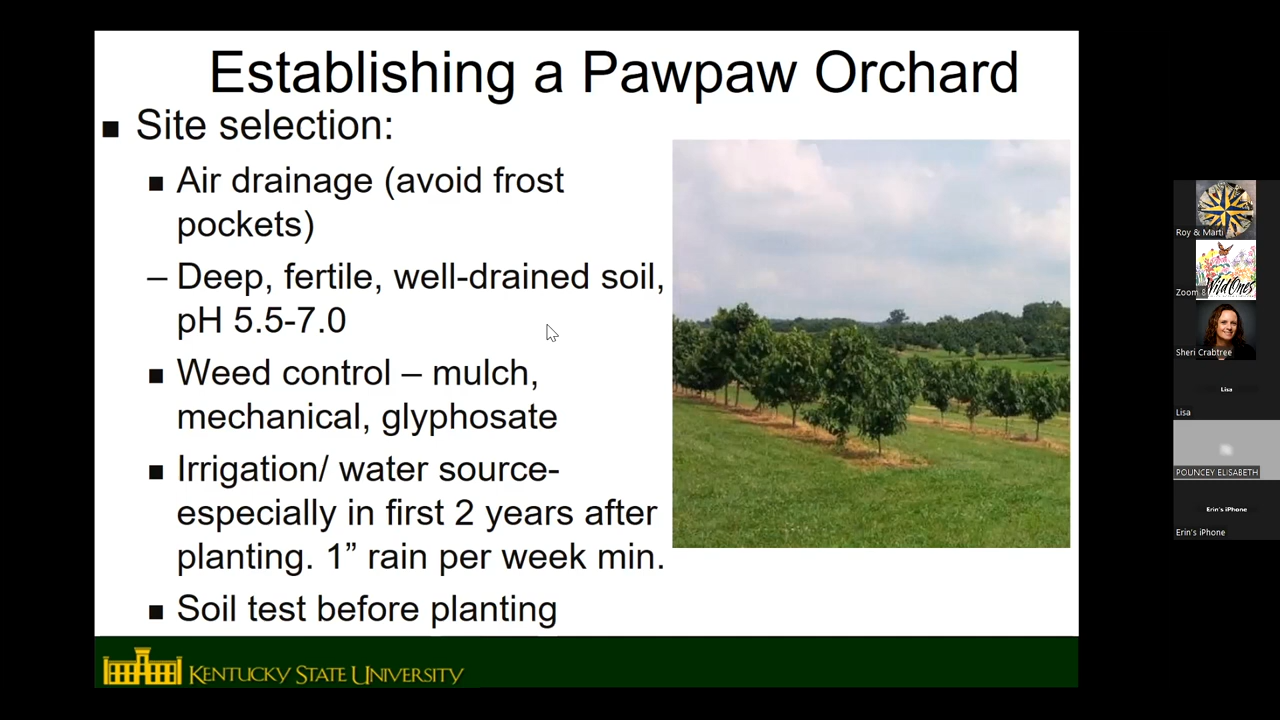 Establishing a Pawpaw Orchard
■ Site selection:
■ Air drainage (avoid frost
pockets)
– Deep, fertile, well-drained soil,
pH 5.5-7.0
■ Weed control – mulch,
mechanical, glyphosate
■ Irrigation/ water source-
especially in first 2 years after
planting. 1” rain per week min.
■ Soil test before planting
KENTUCKY STATE UNIVERSITY
Roy & Marti
Wild Ones
Zoom 8
Sheri Crabtree
Lisa
Lisa
POUNCEY ELISABETH
Erin's iPhone
Erin's iPhone